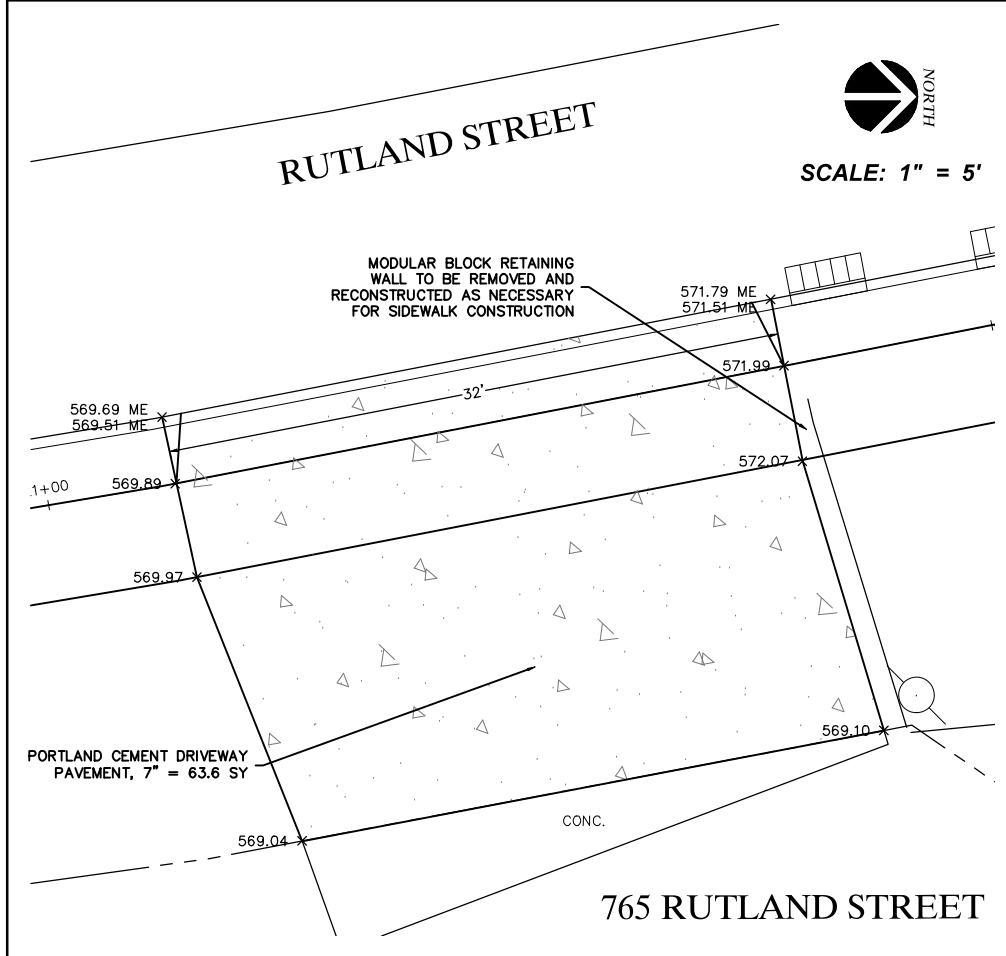 NORTH
RUTLAND STREET
SCALE: 1" = 5'
MODULAR BLOCK RETAINING
WALL TO BE REMOVED AND
RECONSTRUCTED AS NECESSARY
FOR SIDEWALK CONSTRUCTION
571.79 ME
571.51 ME
571.99
32'
569.69 ME
569.51 ME
572.07
569.89
1+00
569.97
569.10
PORTLAND CEMENT DRIVEWAY
PAVEMENT, 7" = 63.6 SY
CONC.
569.04
765 RUTLAND STREET